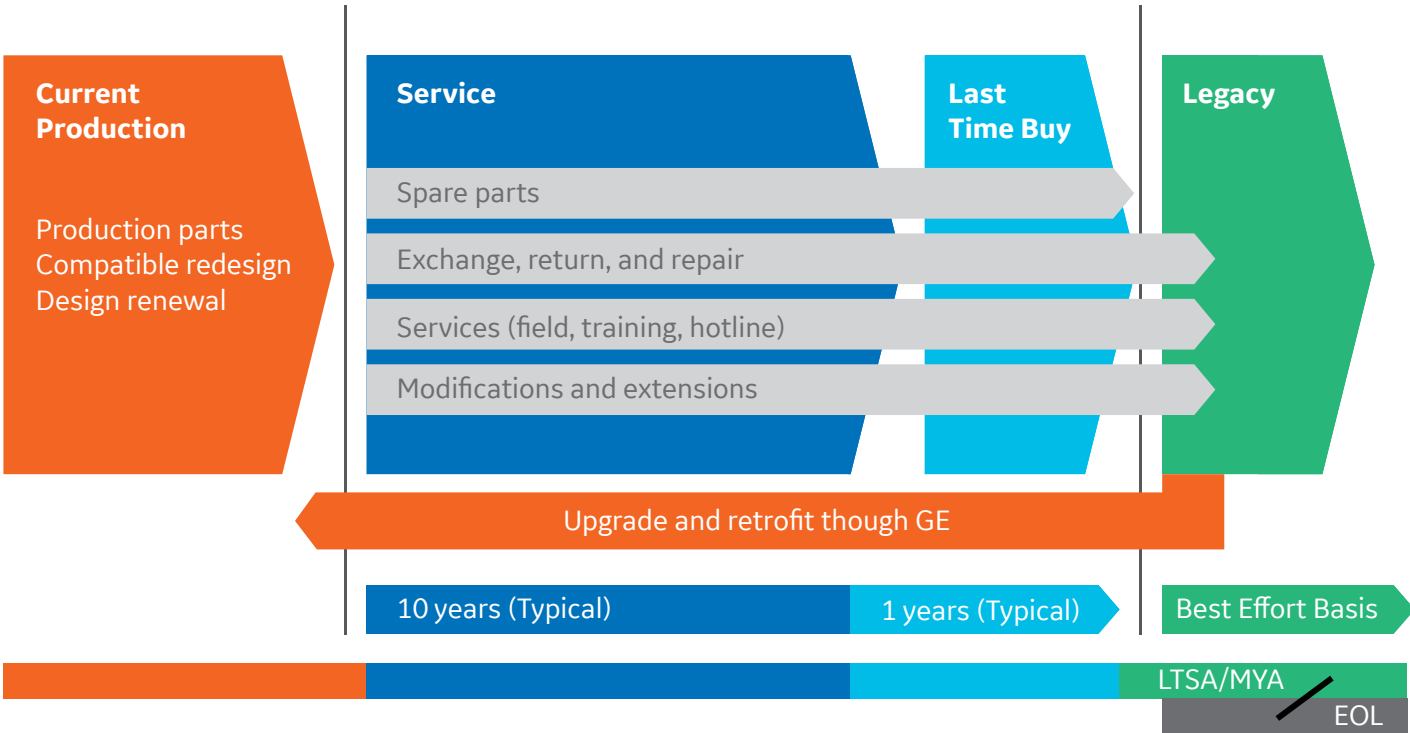 Current
Production
Production parts
Compatible redesign
Design renewal
Service
Last
Time Buy
Legacy
Spare parts
Exchange, return, and repair
Services (field, training, hotline)
Modifications and extensions
Upgrade and retrofit though GE
10 years (Typical)
1 years (Typical)
Best Effort Basis
LTSA/MYA
EOL